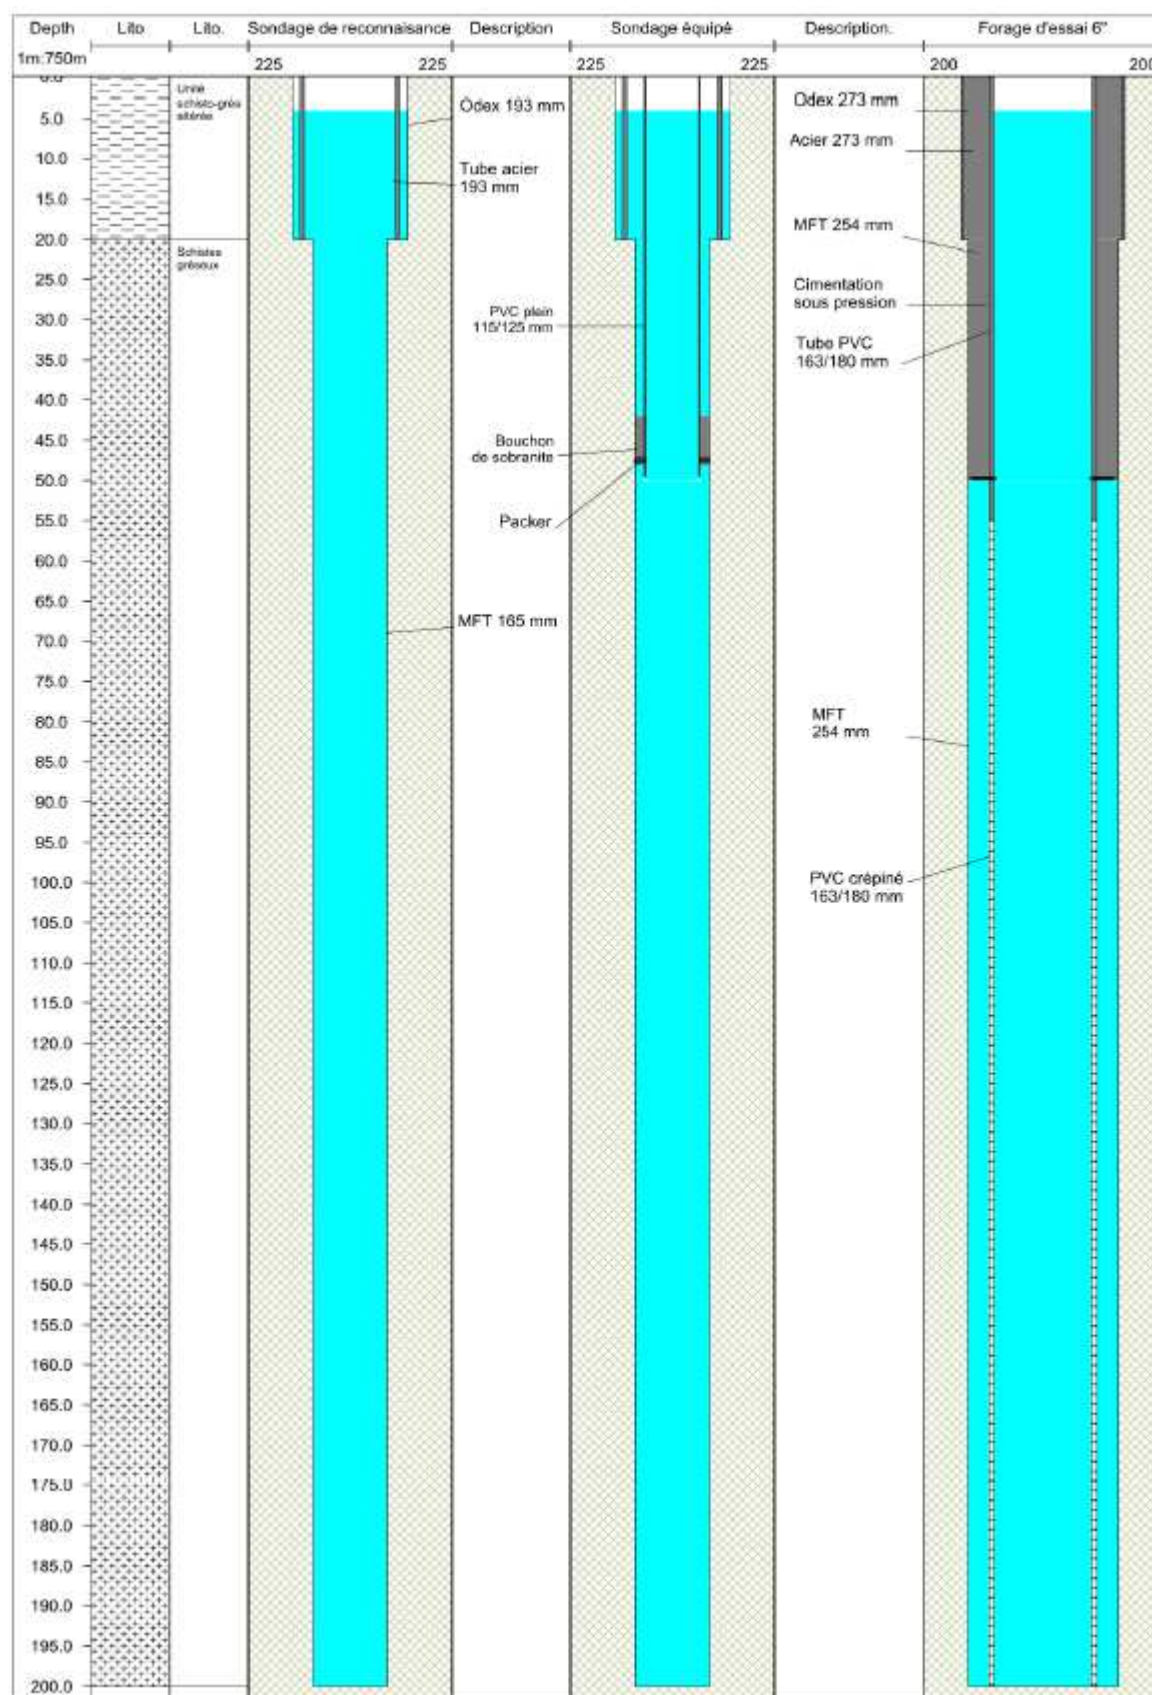 Depth Lito Lito. Sondage de reconnaisance Description Sondage équipé Description. Forage d'essai 6"
1m:750m 225 225 225 225 200 200
0.0
5.0
10.0
15.0
20.0
25.0
30.0
35.0
40.0
45.0
50.0
55.0
60.0
65.0
70.0
75.0
80.0
85.0
90.0
95.0
100.0
105.0
110.0
115.0
120.0
125.0
130.0
135.0
140.0
145.0
150.0
155.0
160.0
165.0
170.0
175.0
180.0
185.0
190.0
195.0
200.0
Unité
schisto-grès
altérée
Schistes
gréseux
Odex 193 mm
Tube acier
193 mm
MFT 165 mm
PVC plein
115/125 mm
Bouchon
de sobranite
Packer
Odex 273 mm
Acier 273 mm
MFT 254 mm
Cimentation
sous pression
Tube PVC
163/180 mm
MFT
254 mm
PVC crépiné
163/180 mm